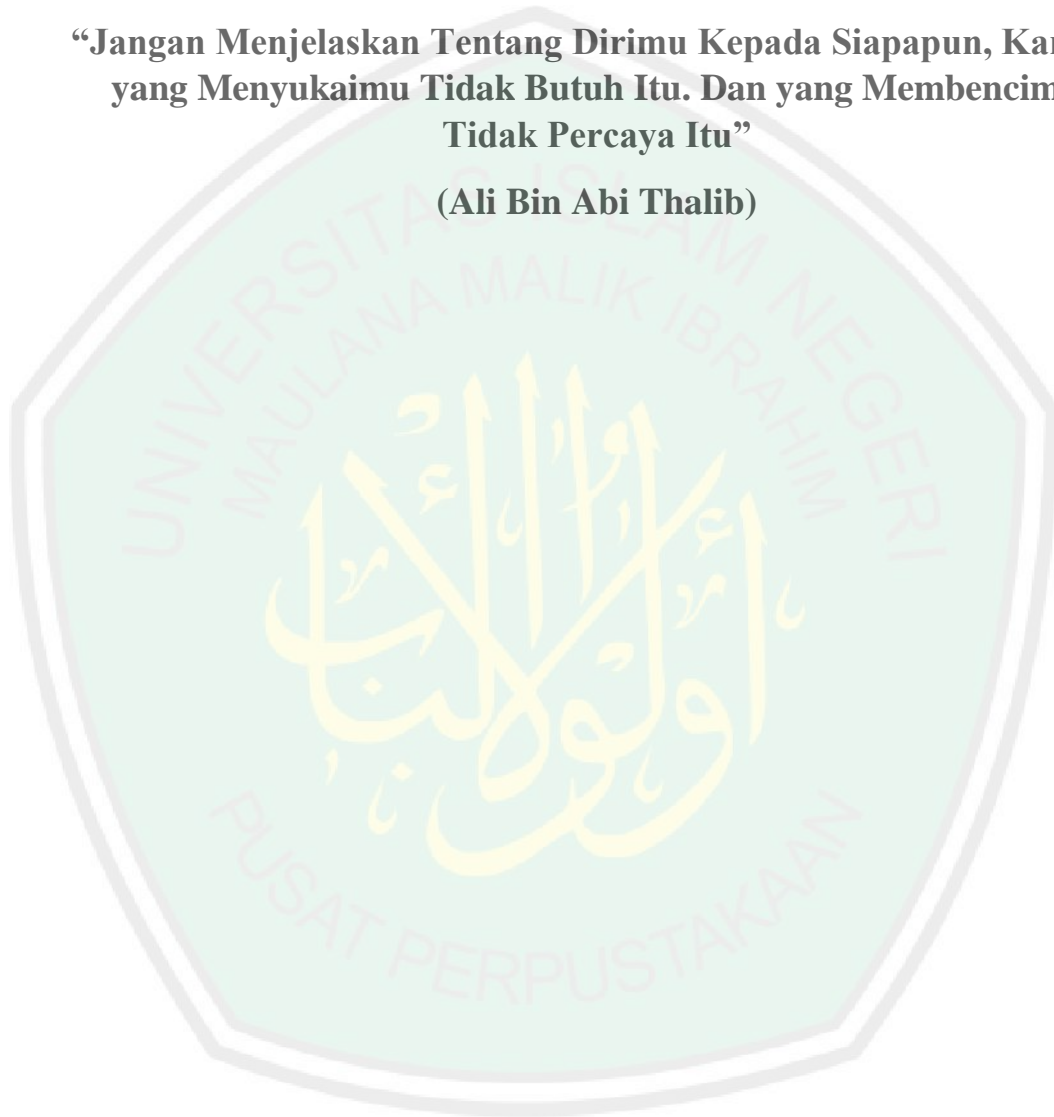 “Jangan Menjelaskan Tentang Dirimu Kepada Siapapun,
yang Menyukaimu Tidak Butuh Itu. Dan yang
Tidak Percaya Itu”
(Ali Bin Abi Thalib)
UNIVERSITAS ISLAM NEGERI
MAULANA MALIK IBRAHIM
أولوا الألباب
PUSAT PERPUSTAKAAN